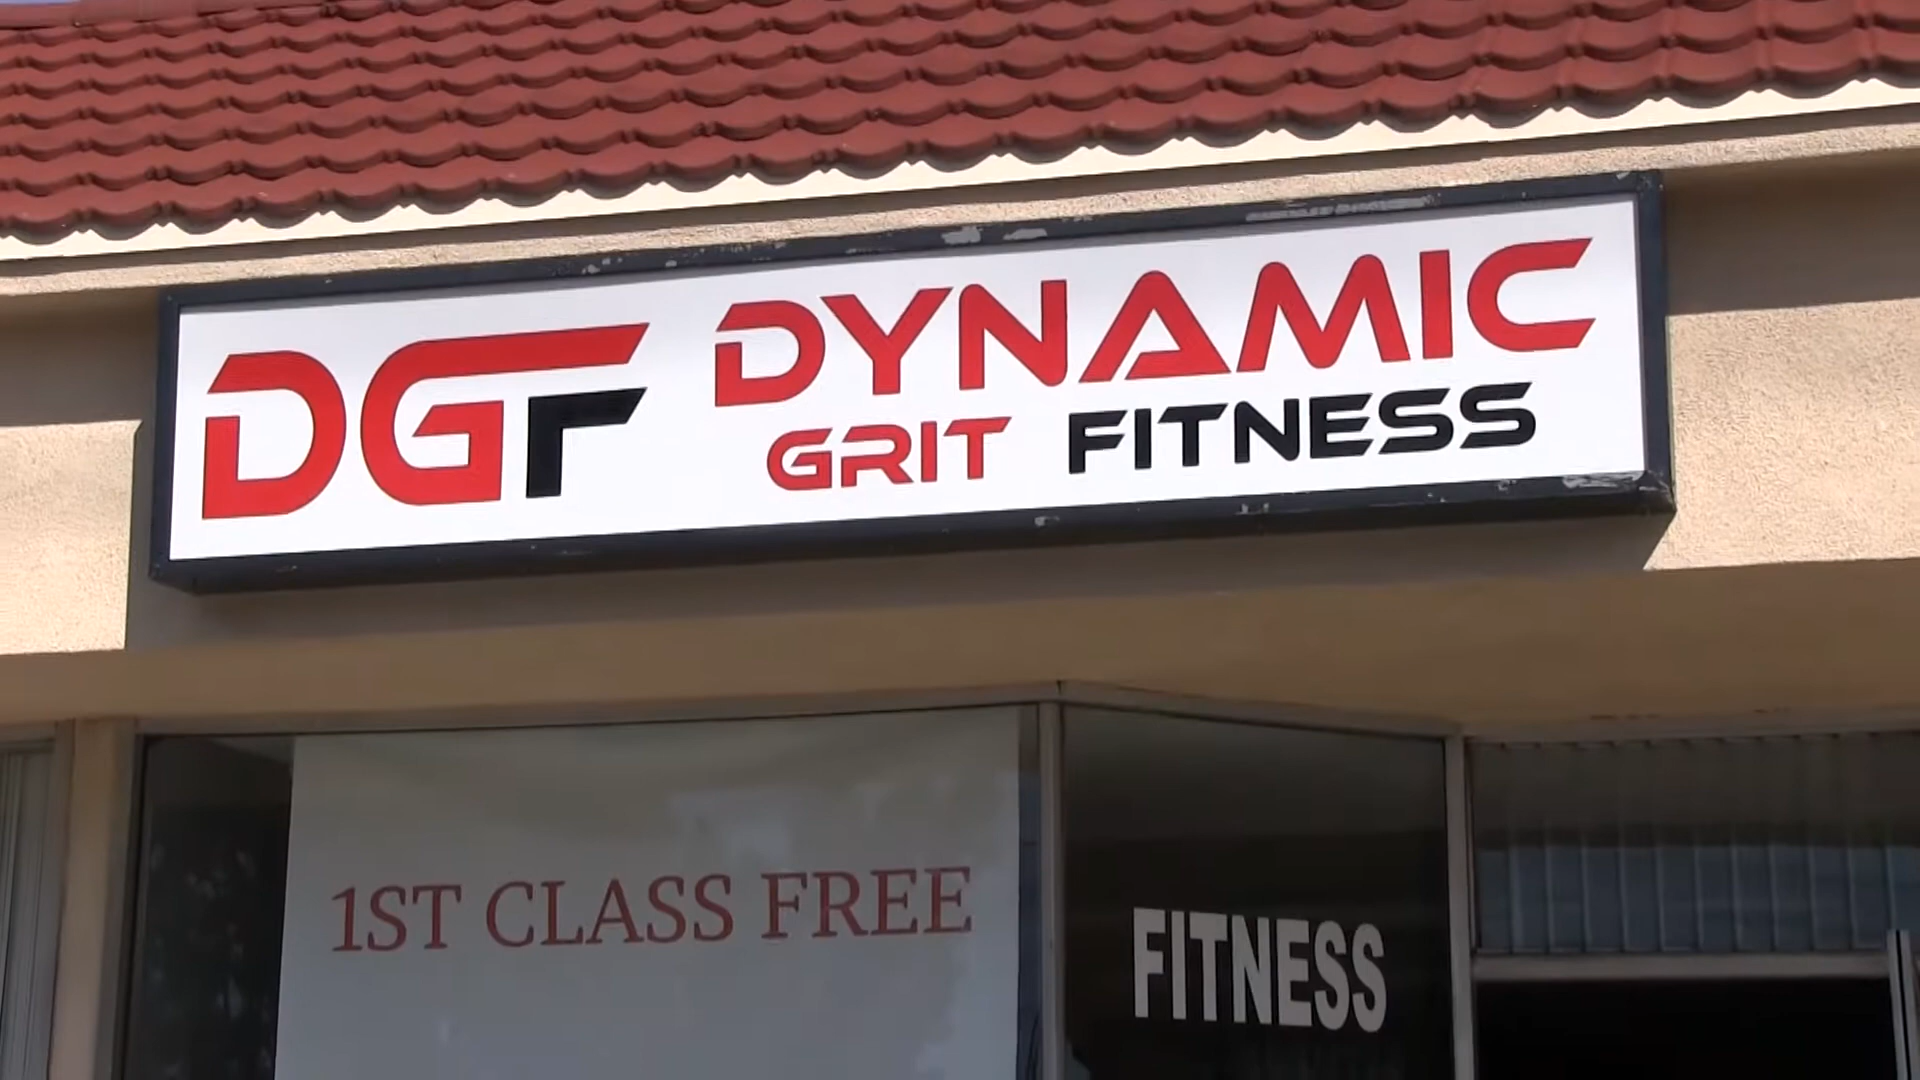 DGF
DYNAMIC
GRIT FITNESS
1ST CLASS FREE
FITNESS